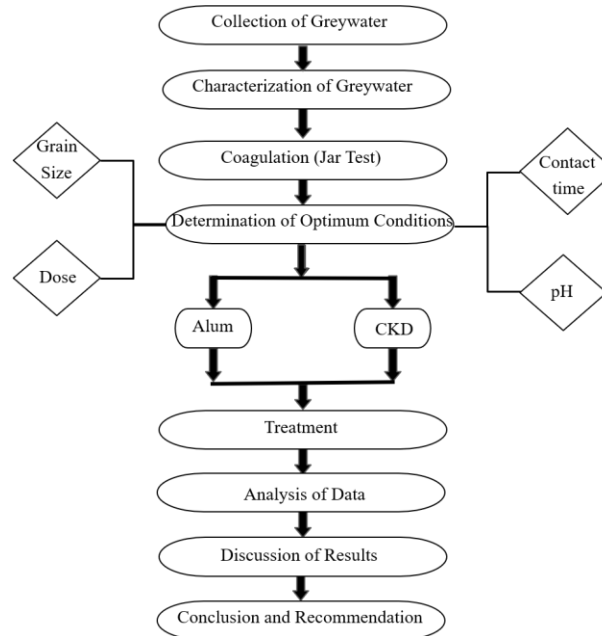 Collection of Greywater
Characterization of Greywater
Grain
Size
Coagulation (Jar Test)
Contact
time
Determination of Optimum Conditions
Dose
pH
Alum
CKD
Treatment
Analysis of Data
Discussion of Results
Conclusion and Recommendation